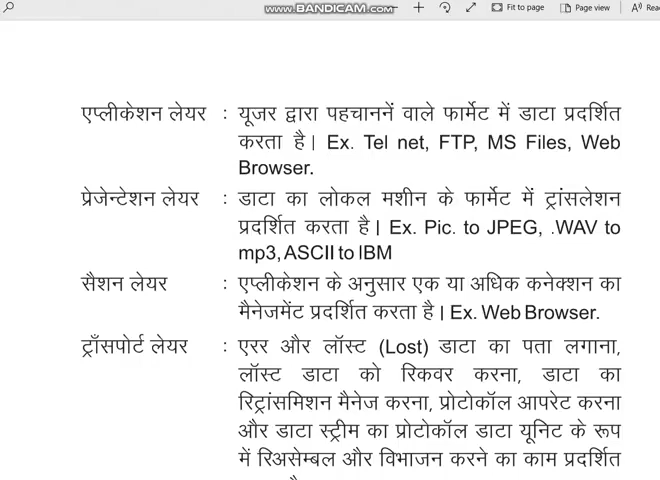 www.BANDICAM.com
Fit to page
Page view
A Read
एप्लीकेशन लेयर : यूजर द्वारा पहचाननें वाले फार्मेट में डाटा प्रदर्शित
करता है। Ex. Tel net, FTP, MS Files, Web
Browser.
प्रेजेन्टेशन लेयर : डाटा का लोकल मशीन के फार्मेट में ट्रांसलेशन
प्रदर्शित करता है। Ex. Pic. to JPEG, .WAV to
mp3, ASCII to IBM
सैशन लेयर : एप्लीकेशन के अनुसार एक या अधिक कनेक्शन का
मैनेजमेंट प्रदर्शित करता है। Ex. Web Browser.
ट्राँसपोर्ट लेयर : एरर और लॉस्ट (Lost) डाटा का पता लगाना,
लॉस्ट डाटा को रिकवर करना, डाटा का
रिट्रांसमिशन मैनेज करना, प्रोटोकॉल आपरेट करना
और डाटा स्ट्रीम का प्रोटोकॉल डाटा यूनिट के रूप
में रिअसेम्बल और विभाजन करने का काम प्रदर्शित